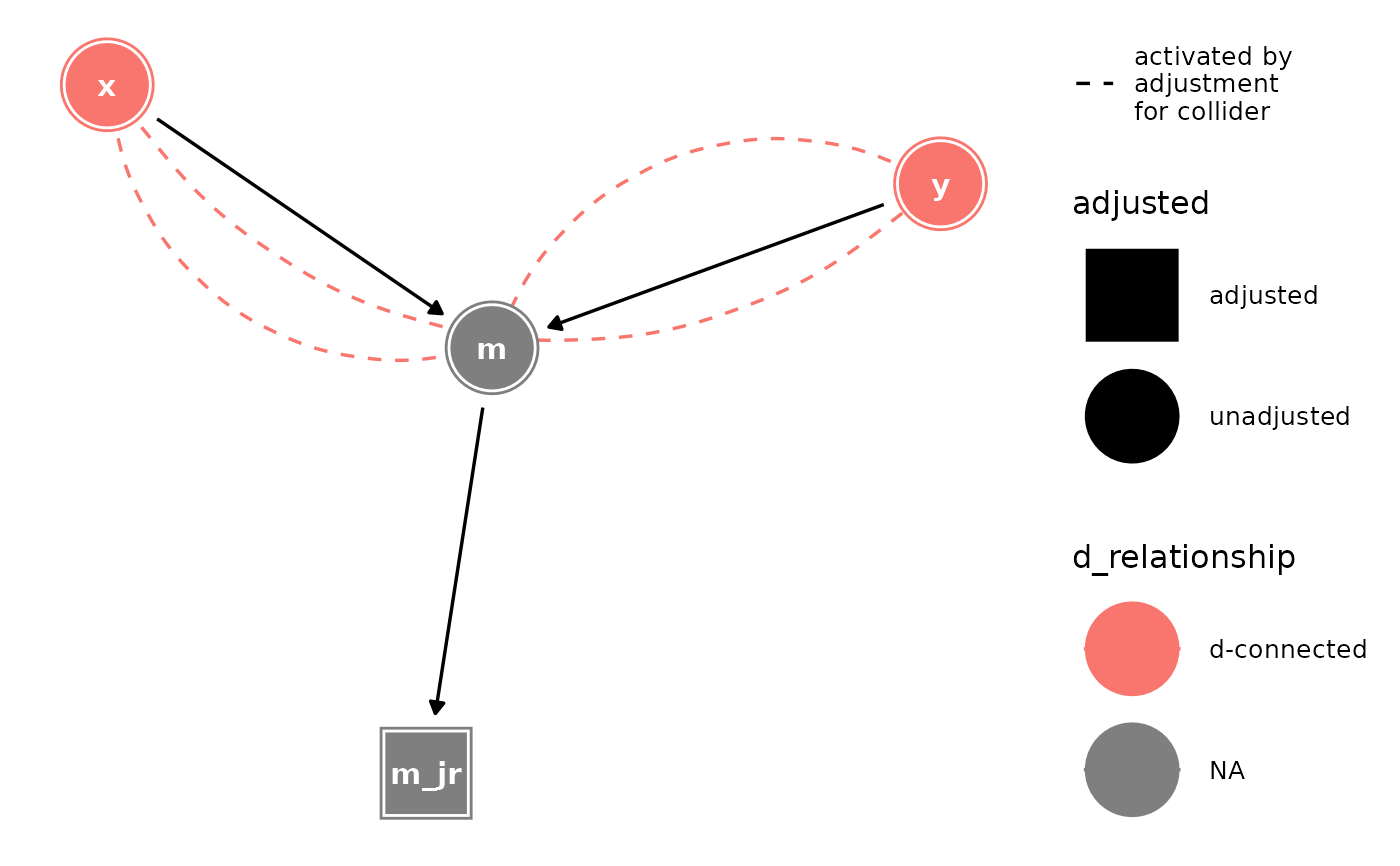 x
y
m
m_jr
activated by
adjustment
for collider
adjusted
adjusted
unadjusted
d_relationship
d-connected
NA